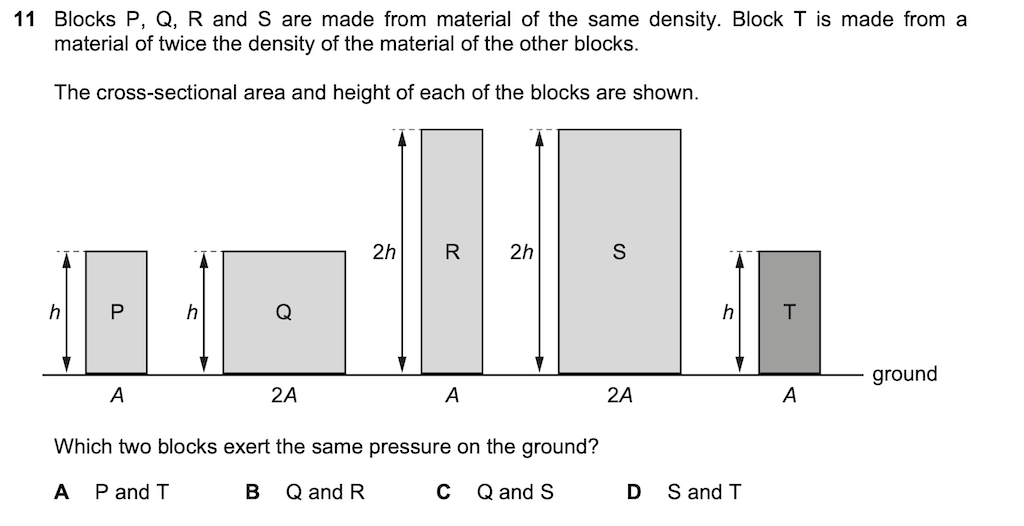 11 Blocks P, Q, R and S are made from material of the same density. Block T is made from a
material of twice the density of the material of the other blocks.
The cross-sectional area and height of each of the blocks are shown.
2h R 2h S
h P h Q h T
ground
A 2A A 2A A
Which two blocks exert the same pressure on the ground?
A P and T B Q and R C Q and S D S and T